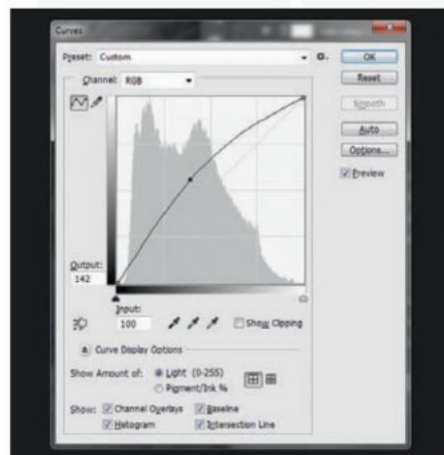 Curves
Preset: Custom
OK
Channel: RGB
Reset
Smooth
Auto
Options...
Preview
Output:
142
Input:
100
Show Clipping
Curve Display Options
Show Amount of: Light (0-255)
Pigment/Ink %
Show: Channel Overlays Baseline
Histogram Intersection Line